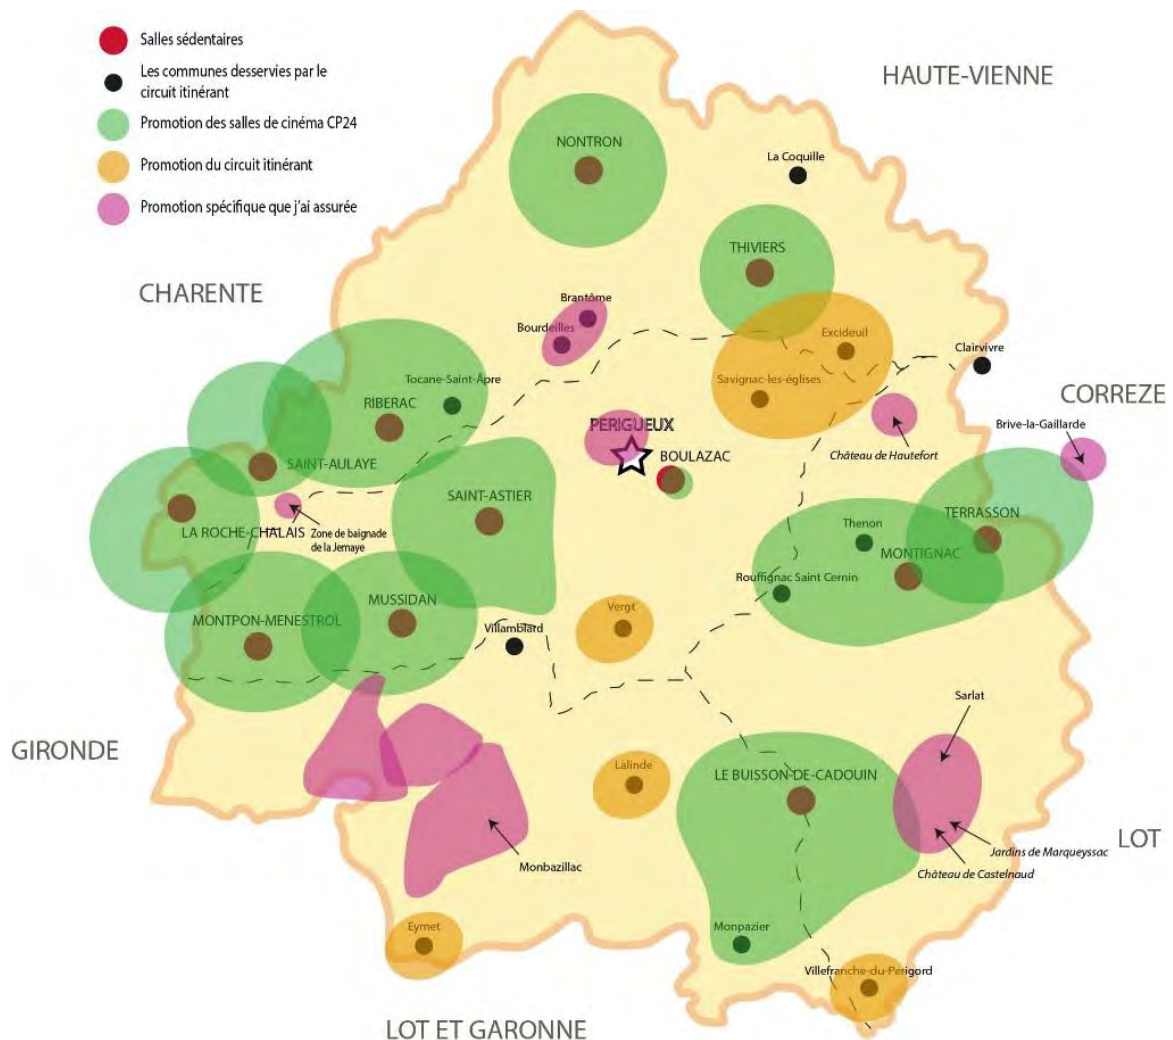 Salles sédentaires
Les communes desservies par le
circuit itinérant
Promotion des salles de cinéma CP24
Promotion du circuit itinérant
Promotion spécifique que j'ai assurée
HAUTE-VIENNE
NONTRON
La Coquille
THIVIERS
CHARENTE
Brantôme
Bourdeilles
Excideuil
Clairvivre
Savignac-les-églises
CORREZE
Tocane-Saint-Âpre
RIBERAC
Brive-la-Gaillarde
PERIGUEUX
Château de Hautefort
BOULAZAC
SAINT-AULAYE
SAINT-ASTIER
TERRASSON
Thenon
LA ROCHE-CHALAIS
Zone de baignade
de la Jemaye
MONTIGNAC
Rouffignac Saint Cernin
MUSSIDAN
MONTPON-MENESTROL
Vergt
Villamblard
Sarlat
GIRONDE
Lalinde
LE BUISSON-DE-CADOUIN
LOT
Jardins de Marqueyssac
Château de Castelnaud
Monbazillac
Eymet
Monpazier
Villefranche-du-Périgord
LOT ET GARONNE